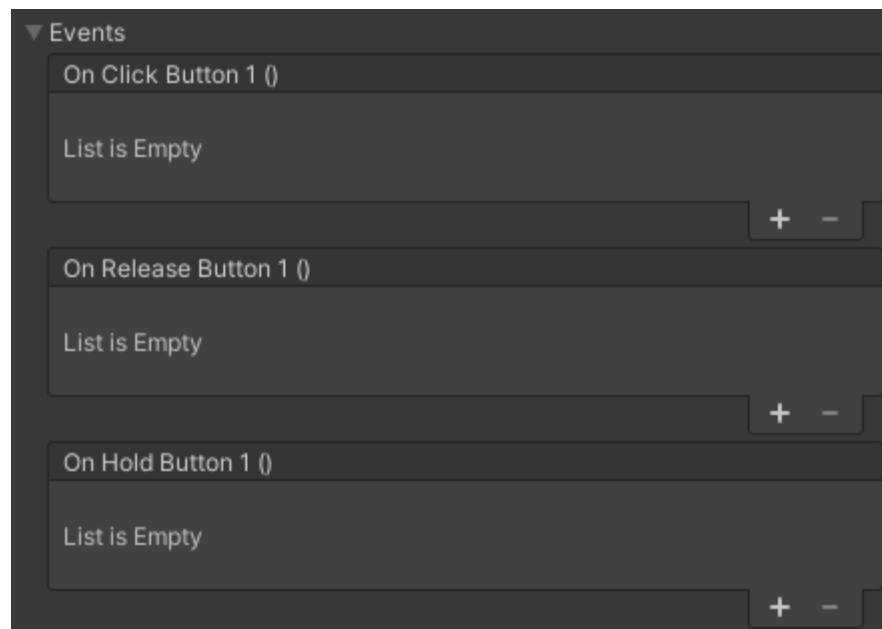 Events
On Click Button 1 ()
List is Empty
+ −
On Release Button 1 ()
List is Empty
+ −
On Hold Button 1 ()
List is Empty
+ −